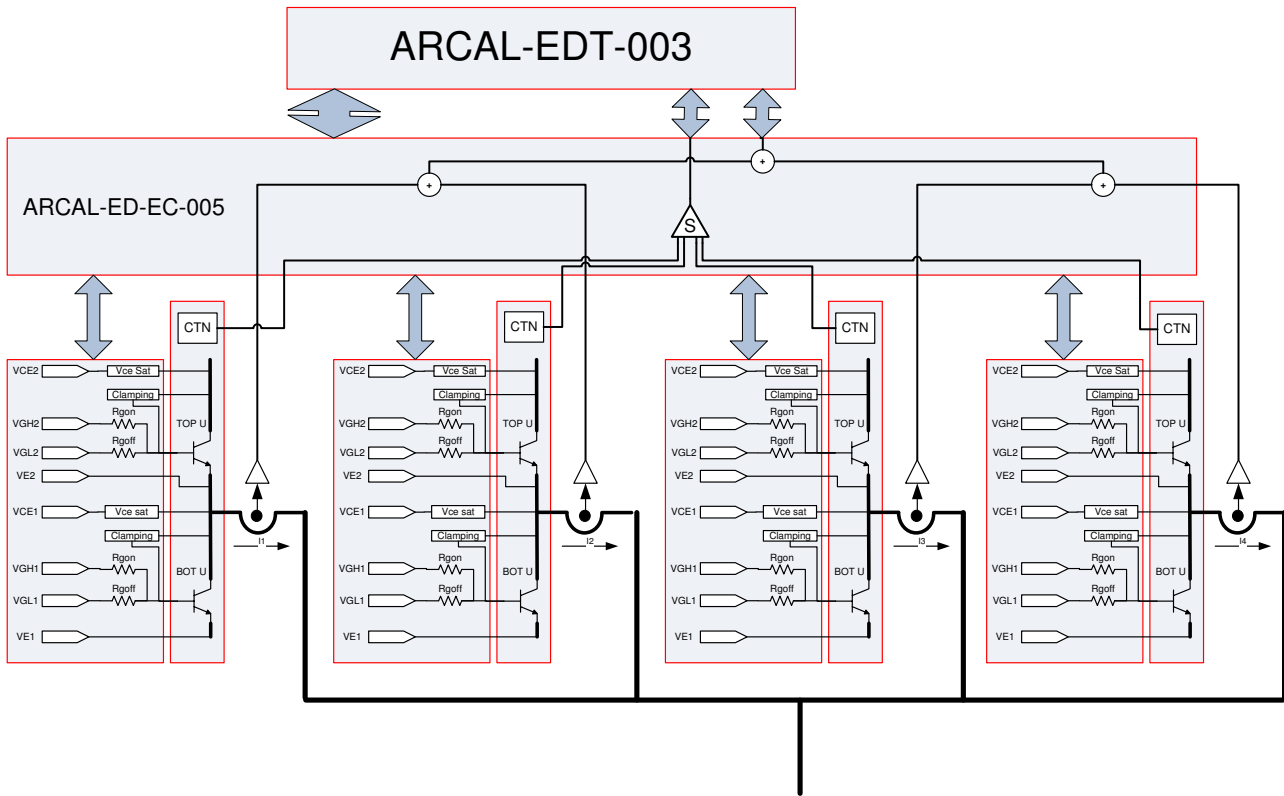 ARCAL-EDT-003
+
+
+
ARCAL-ED-EC-005
S
CTN
VCE2
Vce Sat
Clamping
VGH2
Rgon
TOP U
VGL2
Rgoff
VE2
VCE1
Vce sat
Clamping
I1
VGH1
Rgon
BOT U
VGL1
Rgoff
VE1
CTN
VCE2
Vce Sat
Clamping
VGH2
Rgon
TOP U
VGL2
Rgoff
VE2
VCE1
Vce sat
Clamping
I2
VGH1
Rgon
BOT U
VGL1
Rgoff
VE1
CTN
VCE2
Vce Sat
Clamping
VGH2
Rgon
TOP U
VGL2
Rgoff
VE2
VCE1
Vce sat
Clamping
I3
VGH1
Rgon
BOT U
VGL1
Rgoff
VE1
CTN
VCE2
Vce Sat
Clamping
VGH2
Rgon
TOP U
VGL2
Rgoff
VE2
VCE1
Vce sat
Clamping
I4
VGH1
Rgon
BOT U
VGL1
Rgoff
VE1